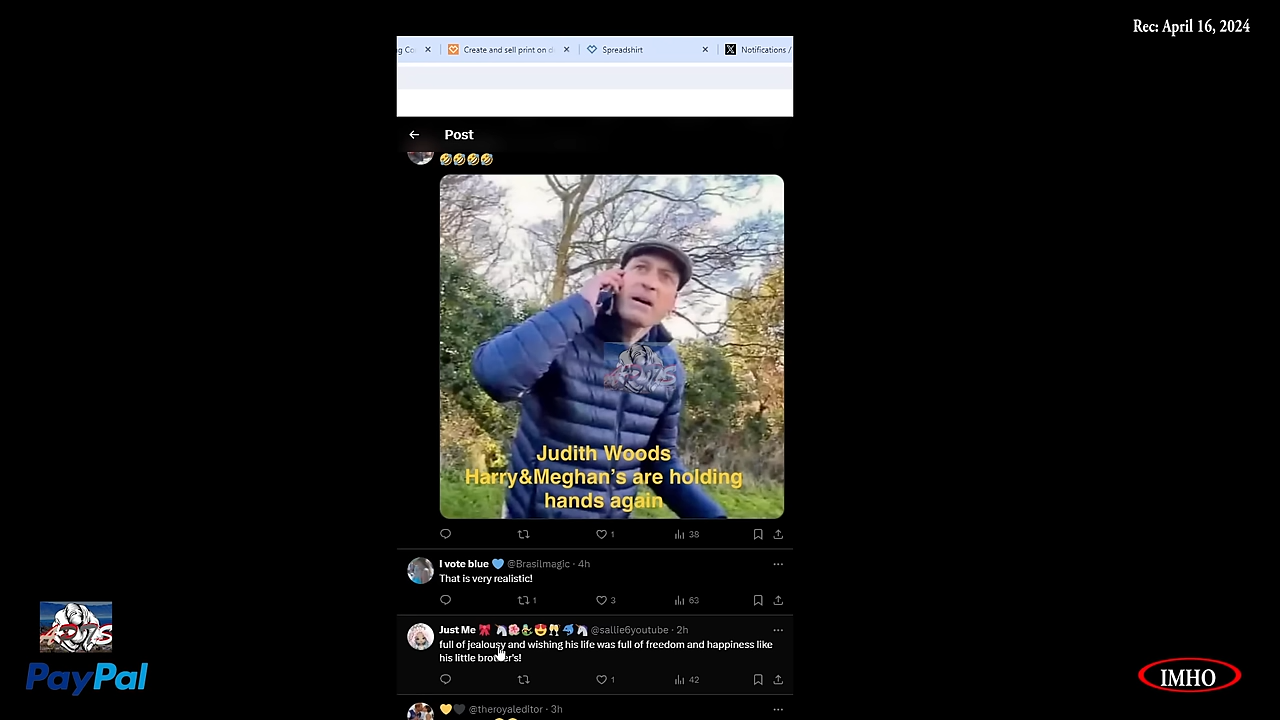 Rec: April 16, 2024
Create and sell print on d
Spreadshirt
Notifications /
Post
🤣🤣🤣🤣
Judith Woods
Harry&Meghan's are holding
hands again
1
38
I vote blue 💙 @Brasilmagic · 4h
That is very realistic!
1
3
63
Just Me @sallie6youtube · 2h
full of jealousy and wishing his life was full of freedom and happiness like
his little brother's!
1
42
💛🖤 @theroyaleditor · 3h
4R17S
PayPal
IMHO